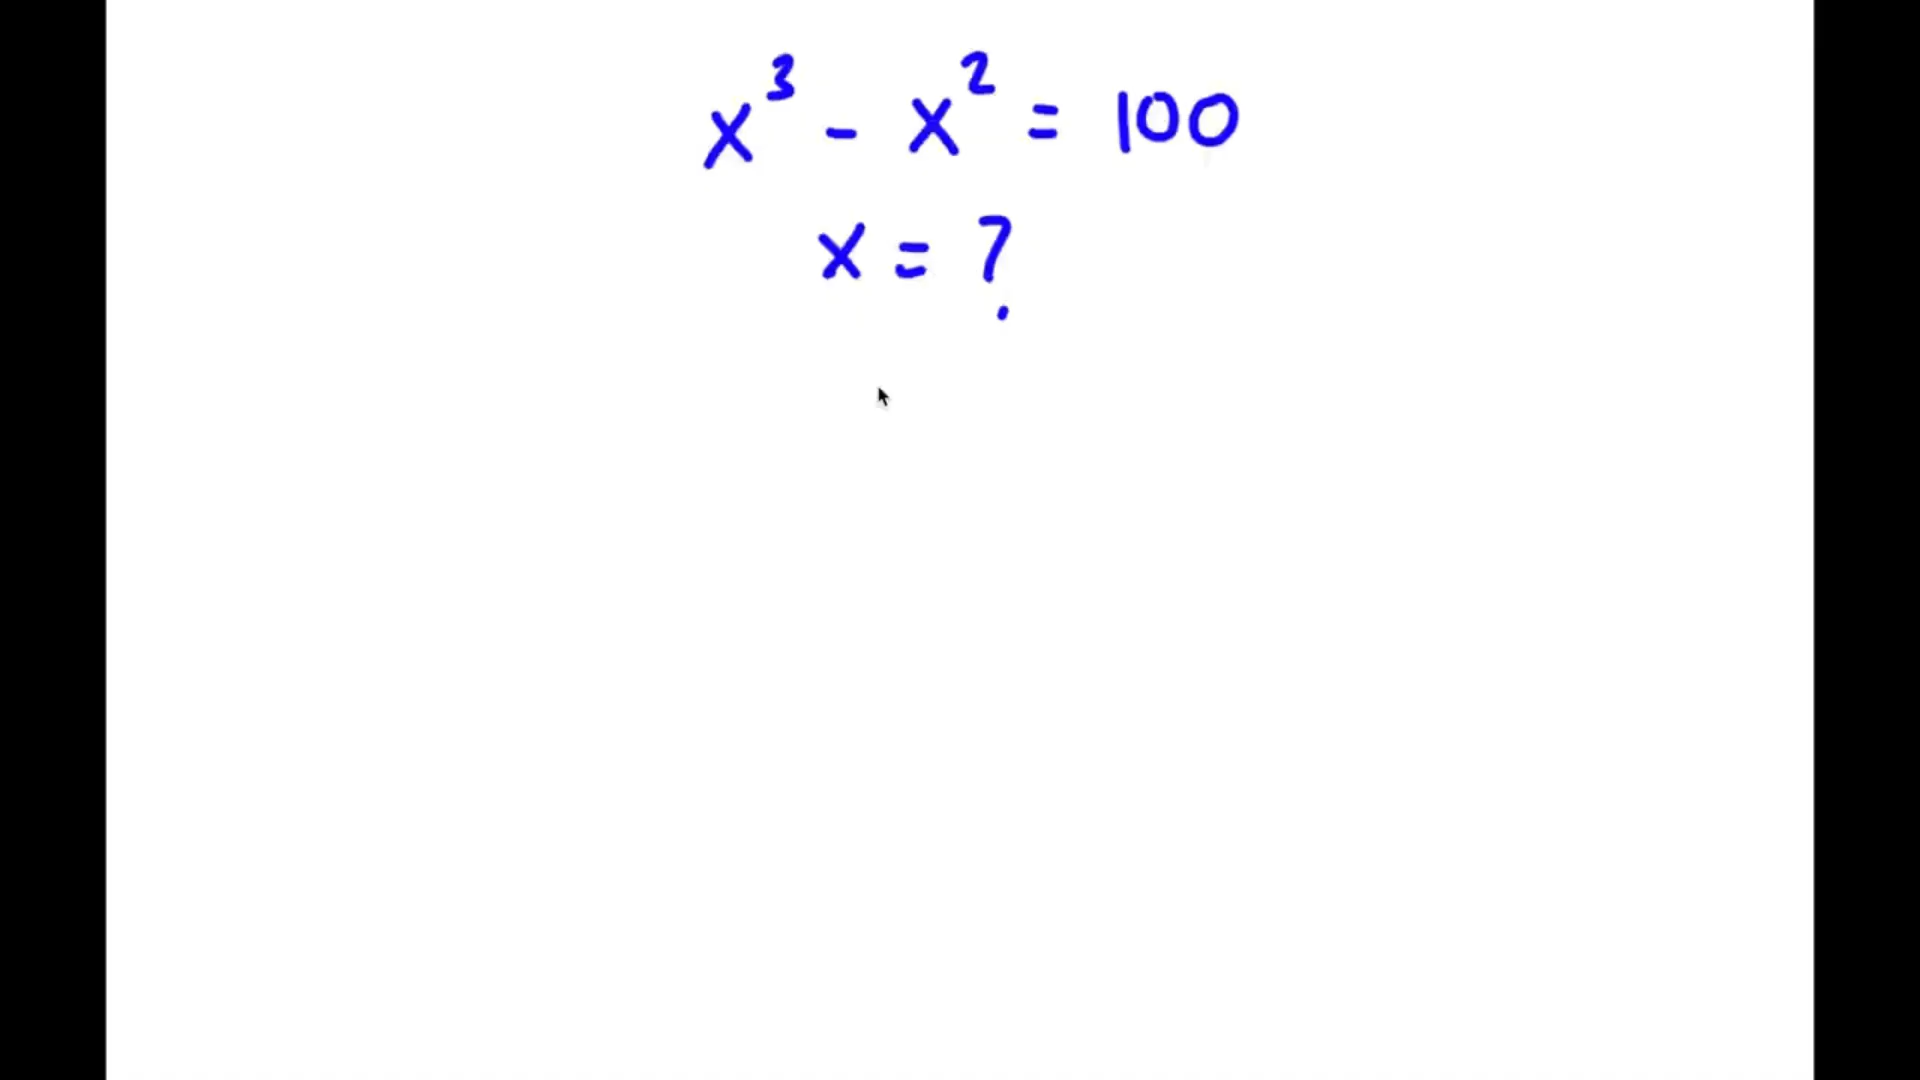 x³ - x² = 100
x = ?